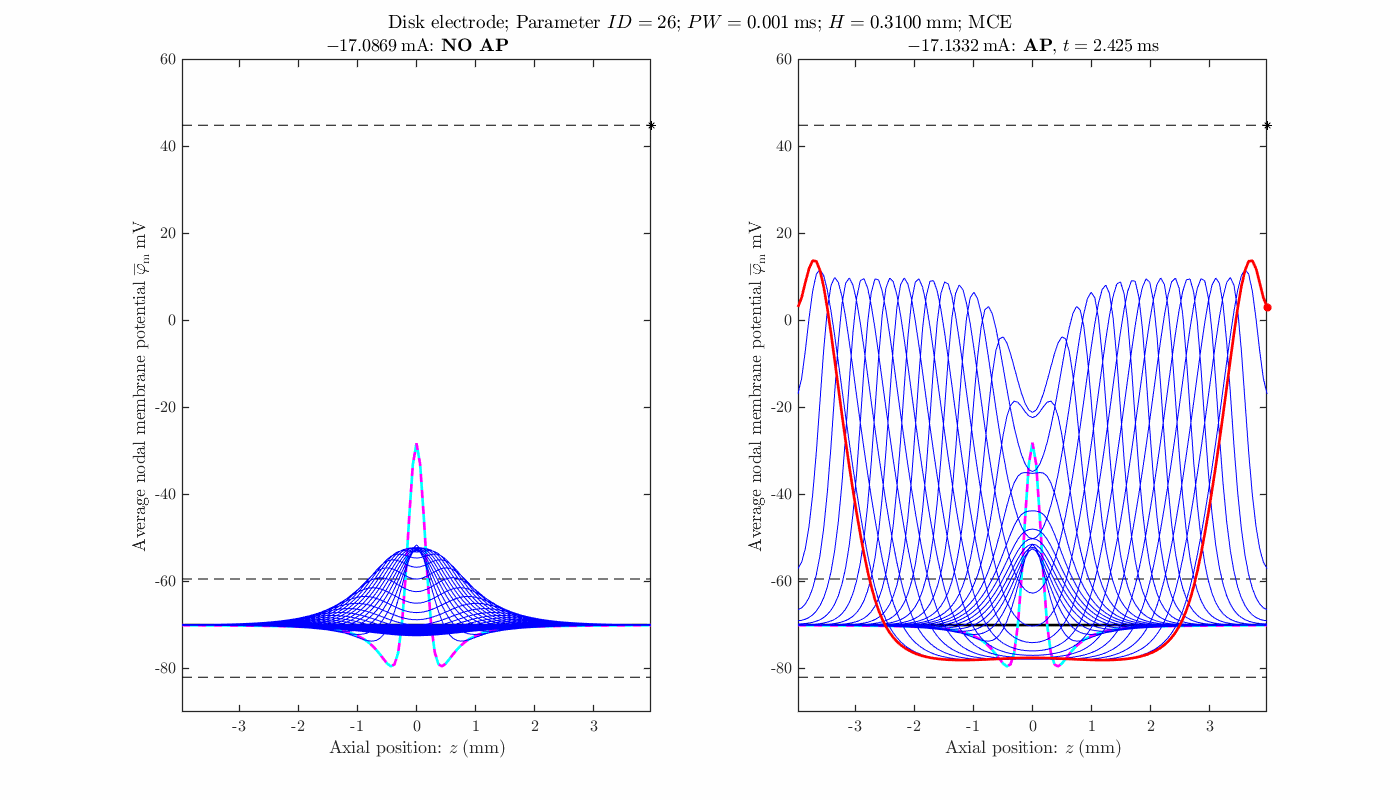 Disk electrode; Parameter ID = 26; PW = 0.001 ms; H = 0.3100 mm; MCE
−17.0869 mA: NO AP
60
40
20
0
-20
-40
-60
-80
Average nodal membrane potential φ̅m mV
-3 -2 -1 0 1 2 3
Axial position: z (mm)
−17.1332 mA: AP, t = 2.425 ms
60
40
20
0
-20
-40
-60
-80
Average nodal membrane potential φ̅m mV
-3 -2 -1 0 1 2 3
Axial position: z (mm)